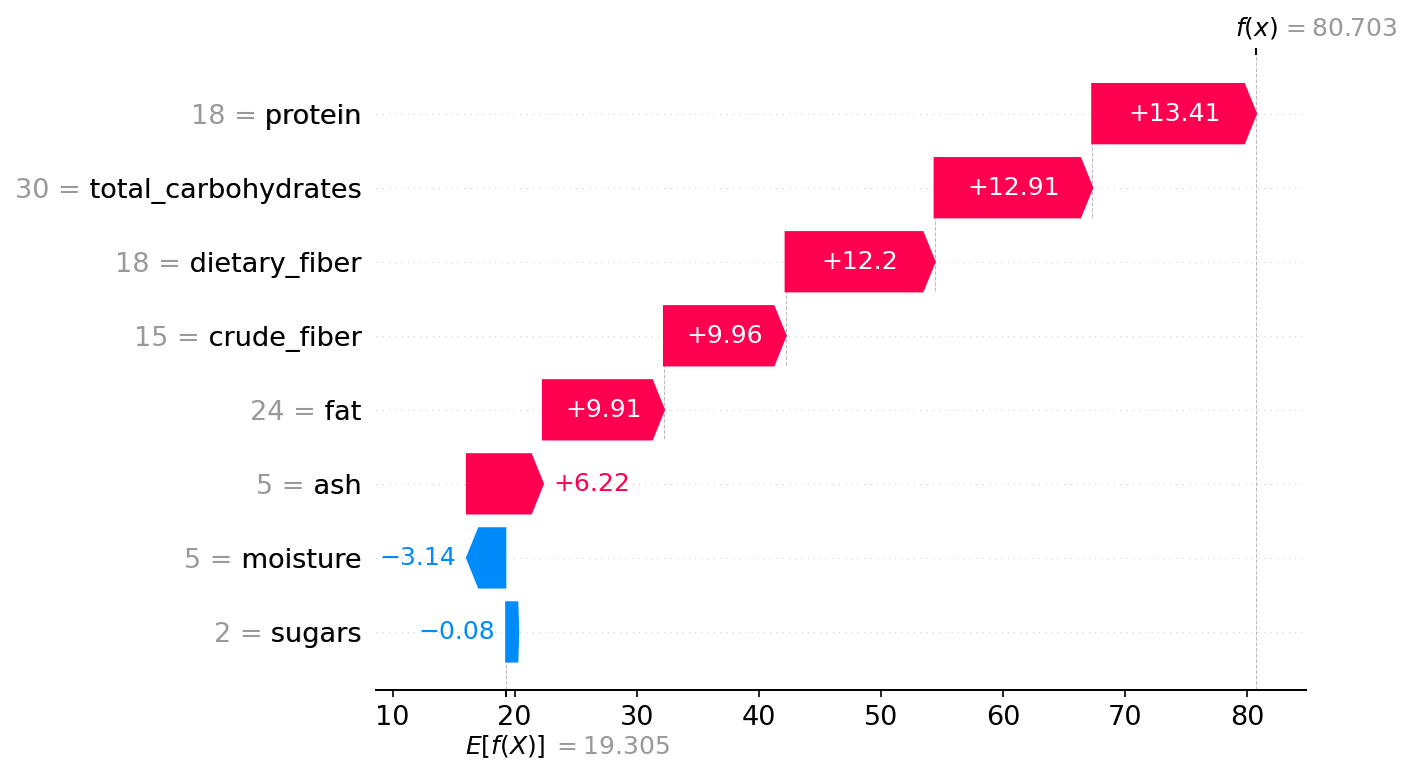 f(x) = 80.703
18 = protein +13.41
30 = total_carbohydrates +12.91
18 = dietary_fiber +12.2
15 = crude_fiber +9.96
24 = fat +9.91
5 = ash +6.22
5 = moisture −3.14
2 = sugars −0.08
10 20 30 40 50 60 70 80
E[f(X)] = 19.305